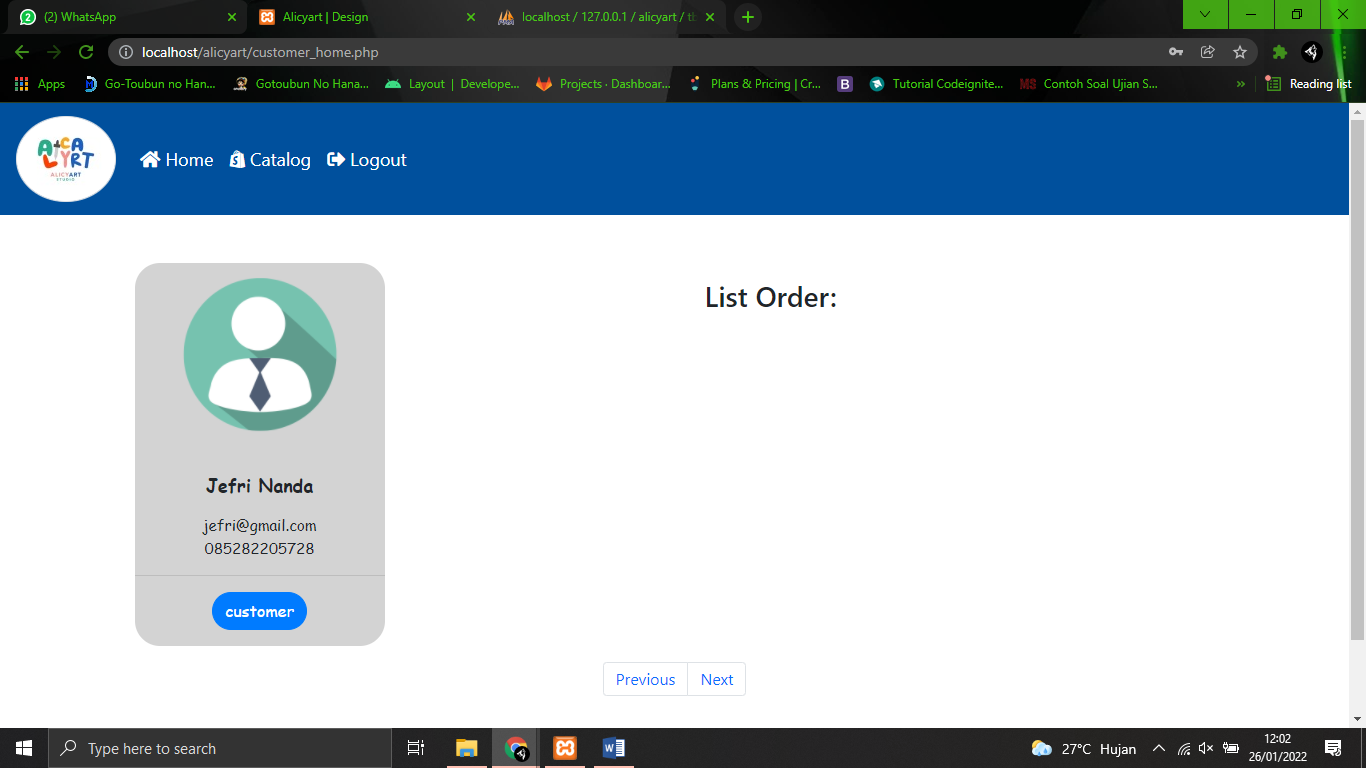 (2) WhatsApp
Alicyart | Design
localhost / 127.0.0.1 / alicyart / tb
localhost/alicyart/customer_home.php
Apps
Go-Toubun no Han...
Gotoubun No Hana...
Layout | Develope...
Projects · Dashboar...
Plans & Pricing | Cr...
B
Tutorial Codeignite...
MS
Contoh Soal Ujian S...
»
Reading list
ALICYART
STUDIO
Home
Catalog
Logout
List Order:
Jefri Nanda
jefri@gmail.com
085282205728
customer
Previous
Next
Type here to search
27°C Hujan
12:02
26/01/2022